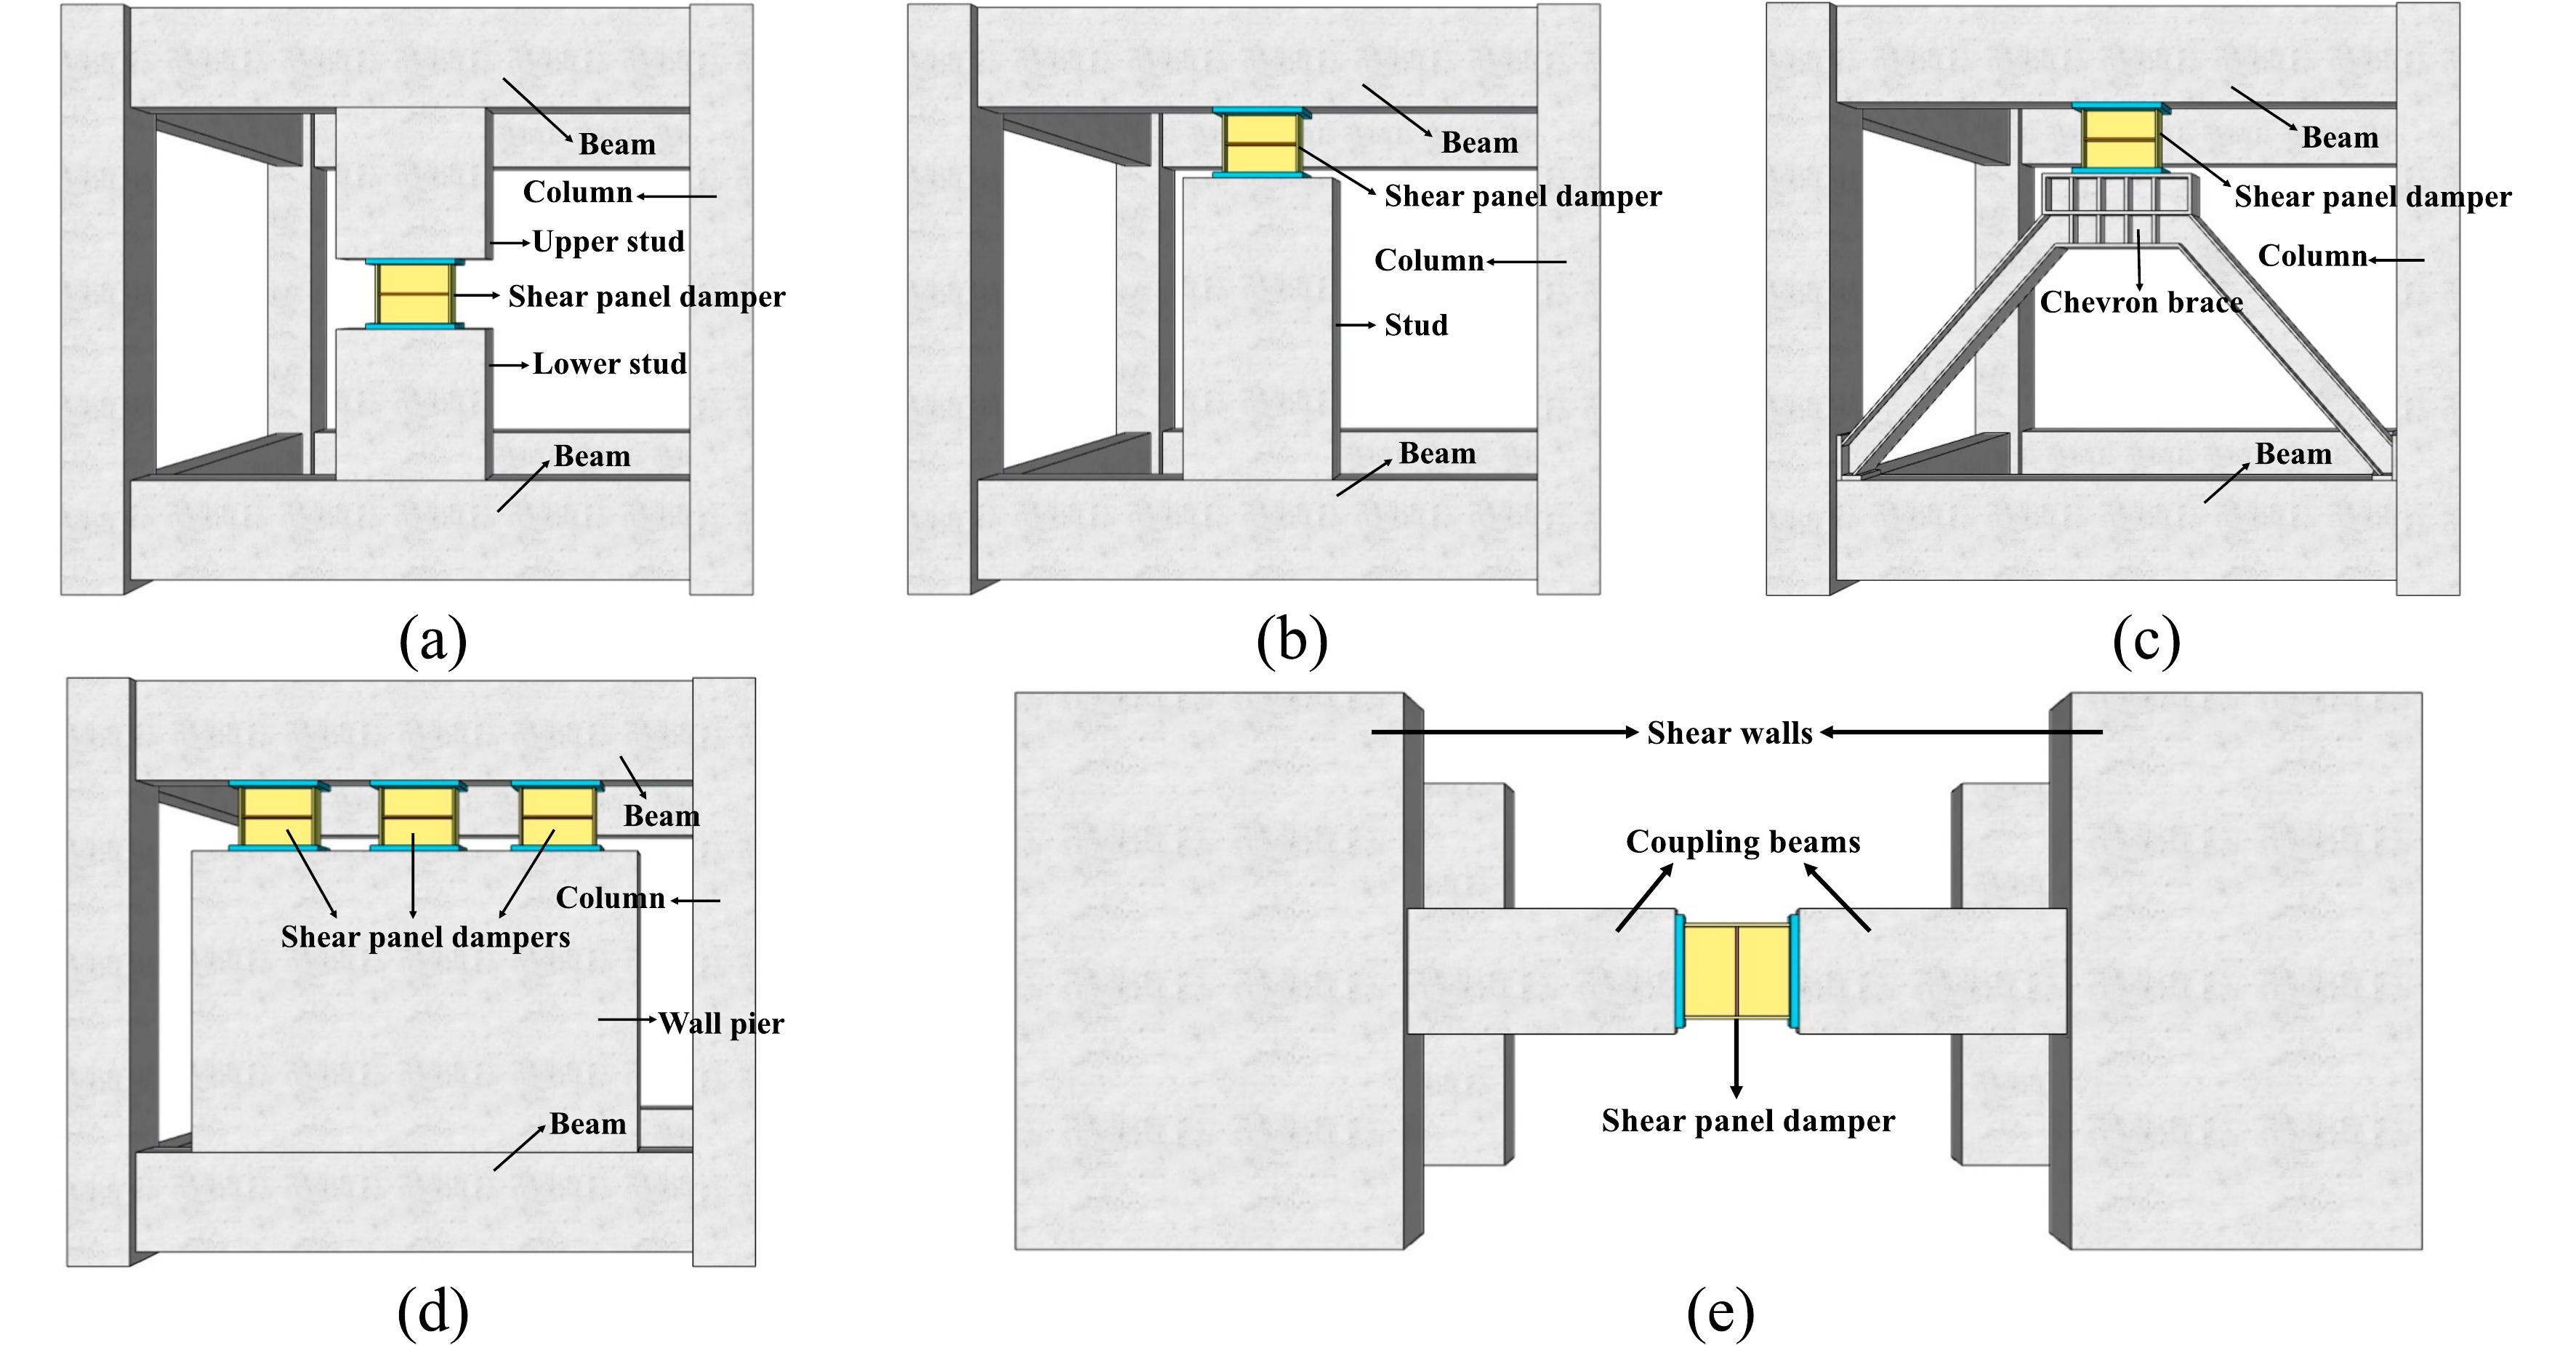 Beam
Column
Upper stud
Shear panel damper
Lower stud
Beam
(a)
Beam
Shear panel damper
Column
Stud
Beam
(b)
Beam
Shear panel damper
Column
Chevron brace
Beam
(c)
Beam
Column
Shear panel dampers
Wall pier
Beam
(d)
Shear walls
Coupling beams
Shear panel damper
(e)